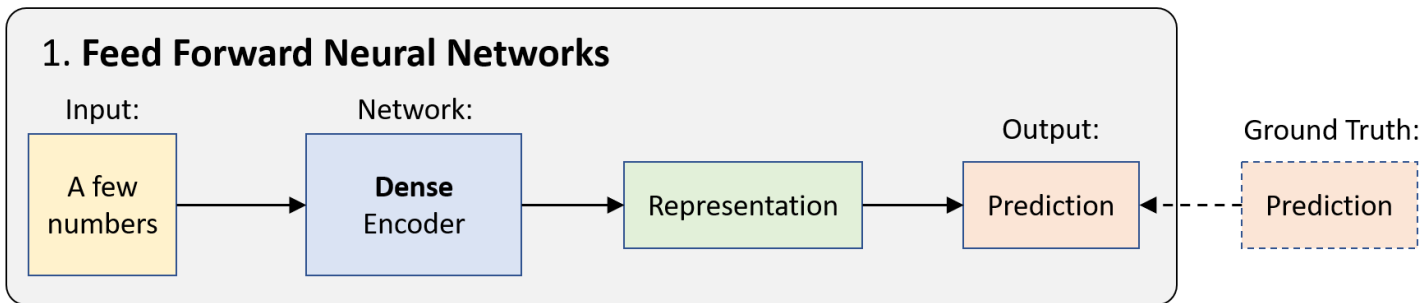 1. Feed Forward Neural Networks
Input:
Network:
Output:
Ground Truth:
A few
numbers
Dense
Encoder
Representation
Prediction
Prediction